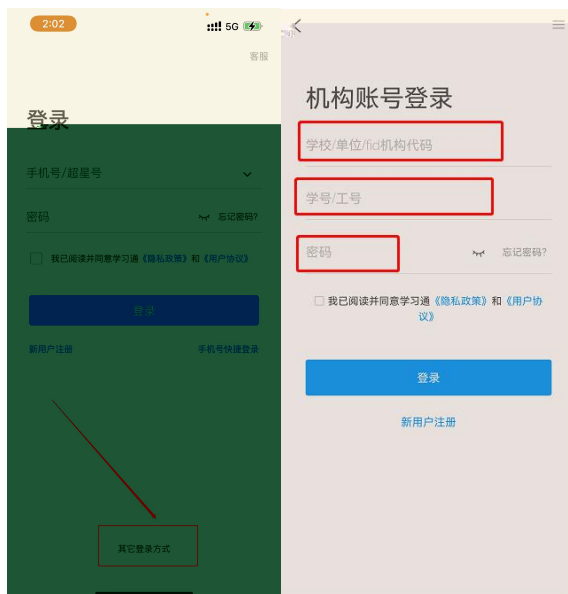 2:02
5G
客服
登录
手机号/超星号
密码
忘记密码?
我已阅读并同意学习通《隐私政策》和《用户协议》
登录
新用户注册
手机号快捷登录
其它登录方式
机构账号登录
学校/单位/fid机构代码
学号/工号
密码
忘记密码?
我已阅读并同意学习通《隐私政策》和《用户协
议》
登录
新用户注册